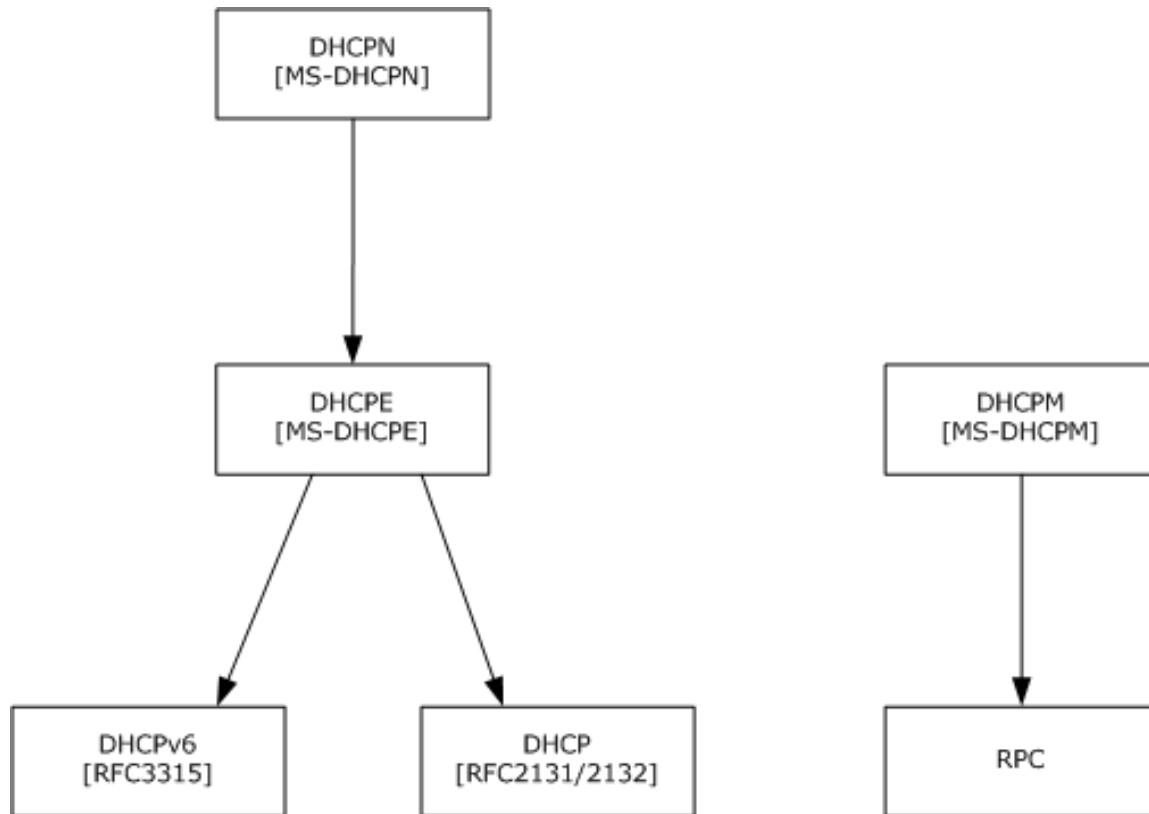 DHCPN
[MS-DHCPN]
DHCPE
[MS-DHCPE]
DHCPM
[MS-DHCPM]
DHCPv6
[RFC3315]
DHCP
[RFC2131/2132]
RPC